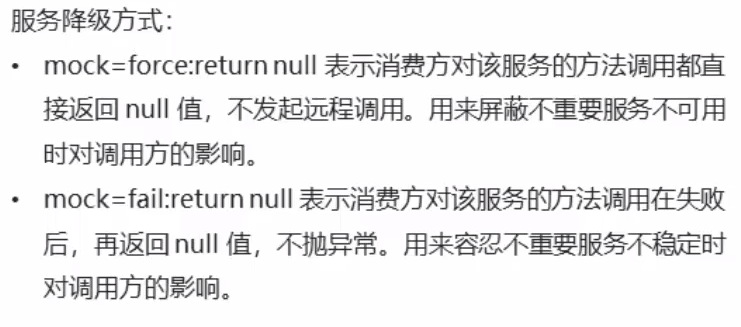 服务降级方式：
• mock=force:return null 表示消费方对该服务的方法调用都直
接返回 null 值，不发起远程调用。用来屏蔽不重要服务不可用
时对调用方的影响。
• mock=fail:return null 表示消费方对该服务的方法调用在失败
后，再返回 null 值，不抛异常。用来容忍不重要服务不稳定时
对调用方的影响。